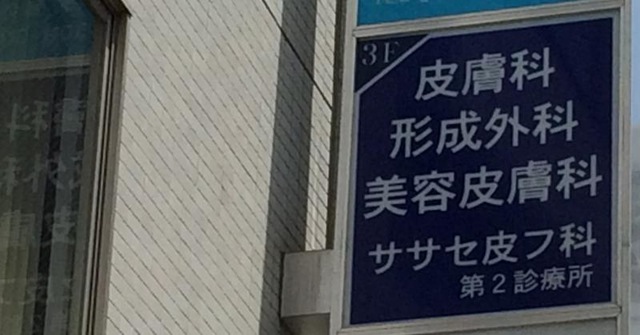 3F
皮膚科
形成外科
美容皮膚科
ササセ皮フ科
第2診療所